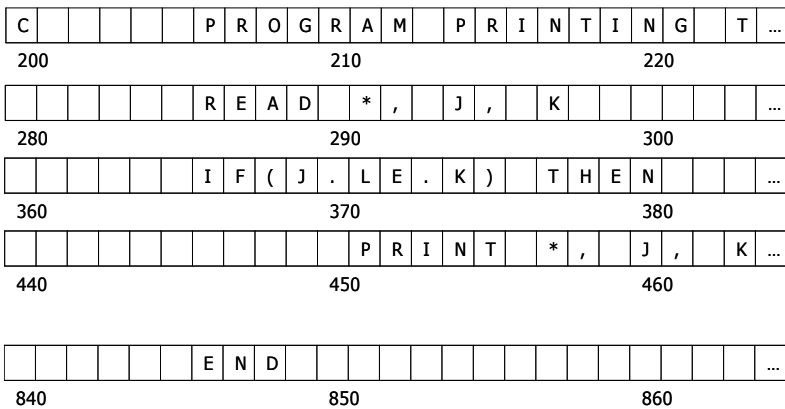 C PROGRAM PRINTING T...
200 210 220
READ *, J, K ...
280 290 300
IF(J.LE.K) THEN ...
360 370 380
PRINT *, J, K...
440 450 460
END ...
840 850 860